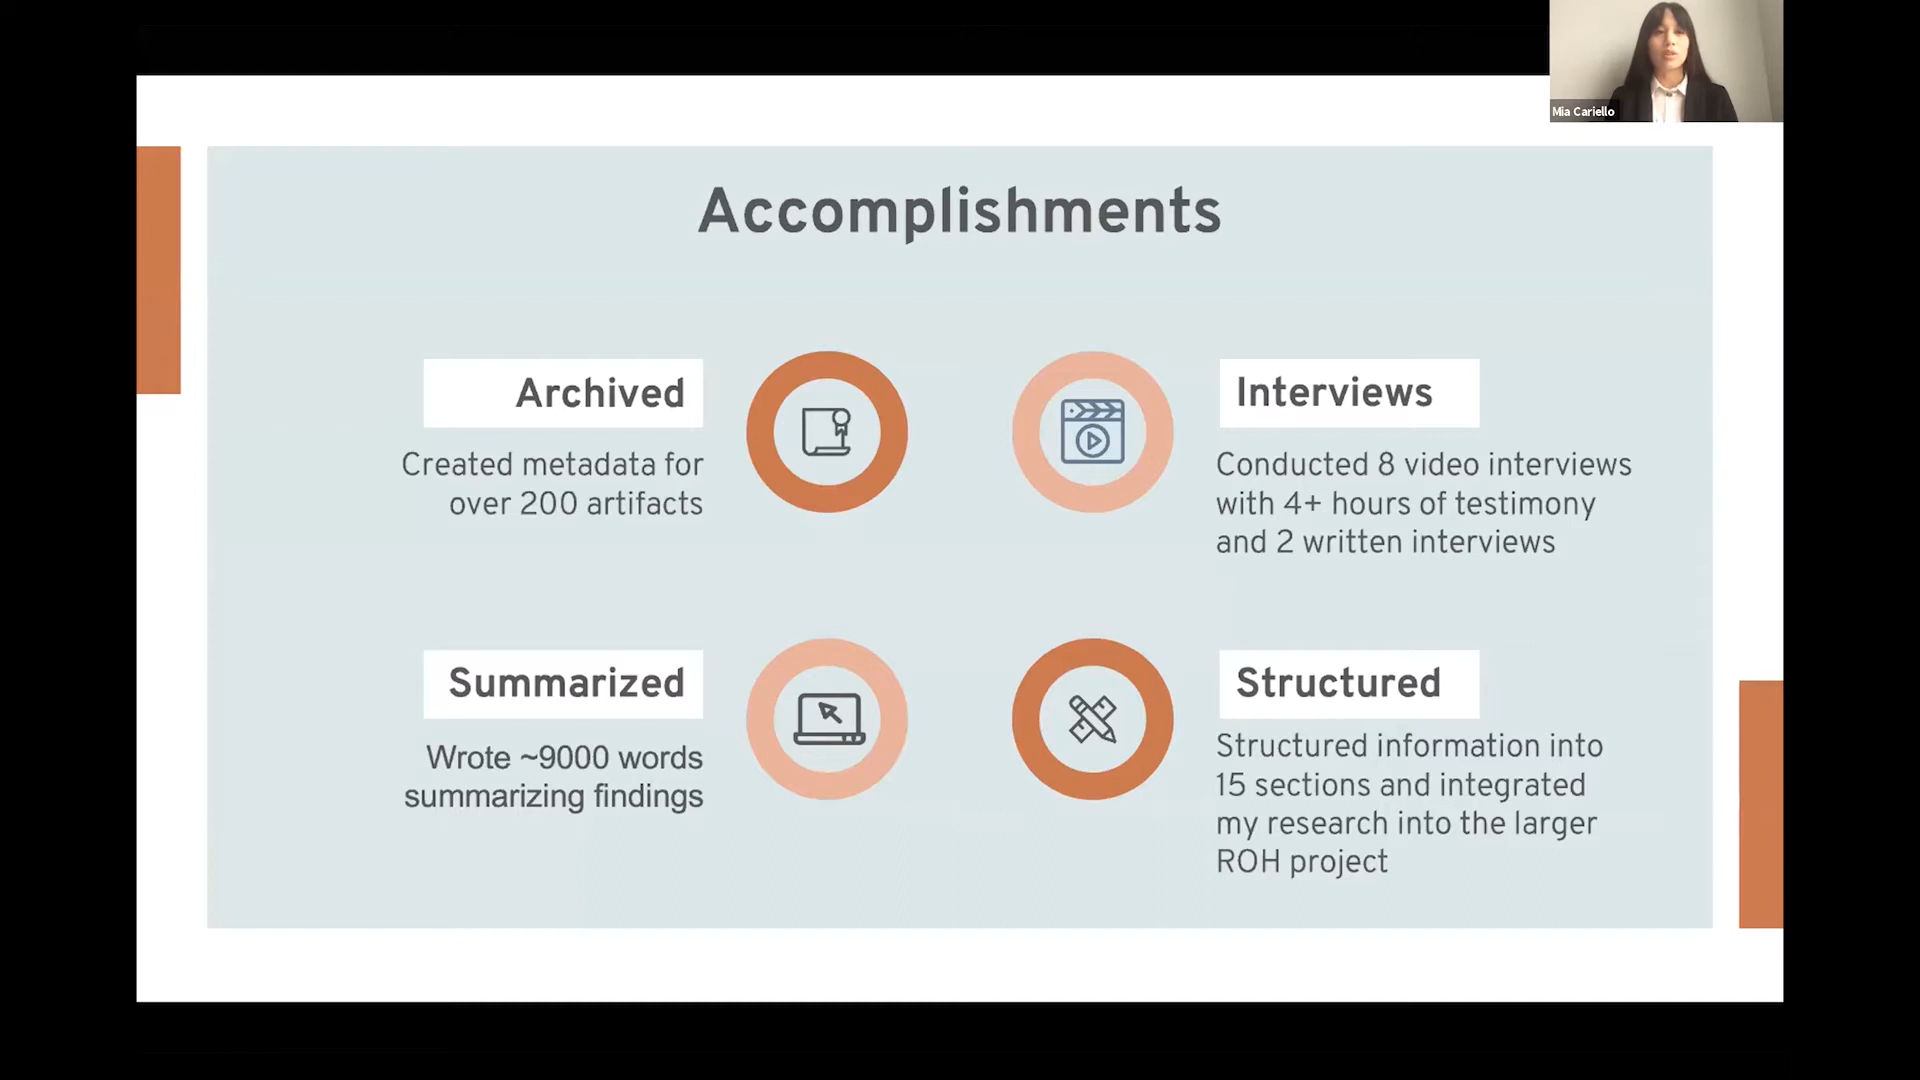 Mia Cariello
Accomplishments
Archived
Created metadata for
over 200 artifacts
Interviews
Conducted 8 video interviews
with 4+ hours of testimony
and 2 written interviews
Summarized
Wrote ~9000 words
summarizing findings
Structured
Structured information into
15 sections and integrated
my research into the larger
ROH project